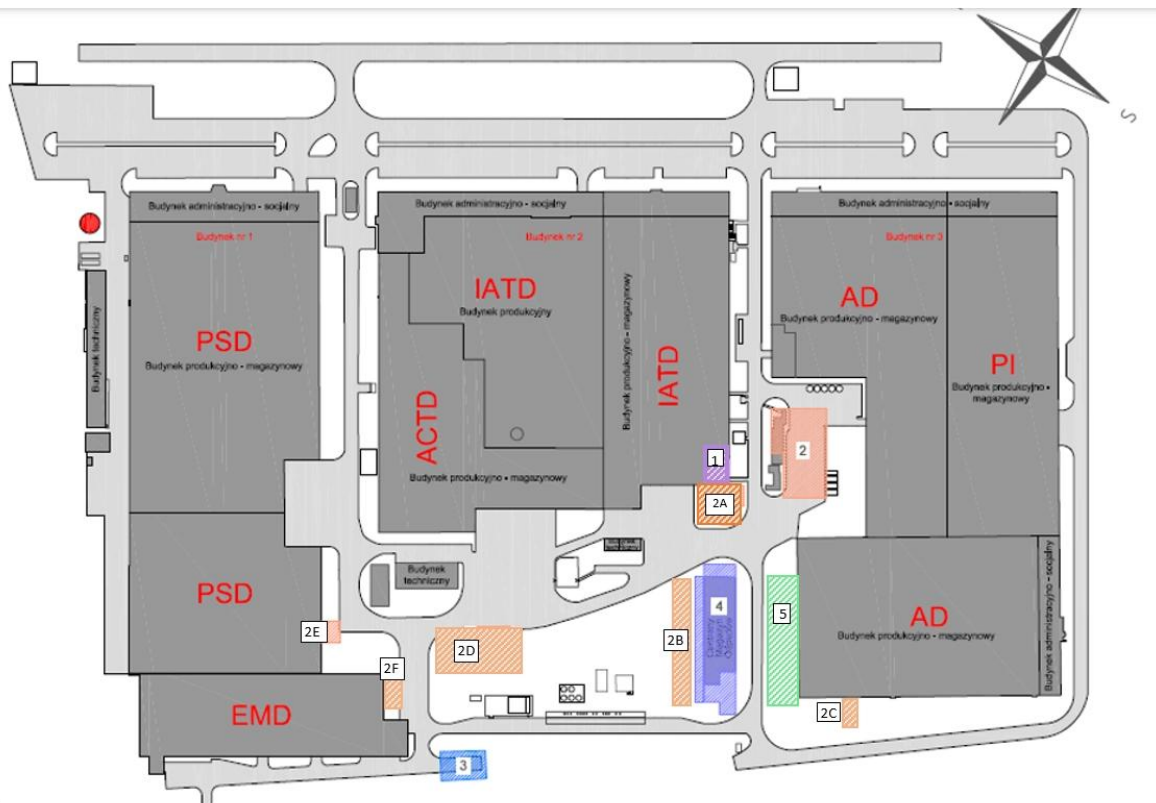 S
Budynek administracyjno - socjalny
Budynek nr 1
PSD
Budynek produkcyjno - magazynowy
Budynek techniczny
PSD
2E
2F
EMD
Budynek administracyjno - socjalny
Budynek nr 2
IATD
Budynek produkcyjny
Budynek produkcyjno - magazynowy
IATD
ACTD
Budynek produkcyjno - magazynowy
1
2A
Budynek
techniczny
2D
2B
4
Centralny
Magazyn
Odpadów
3
Budynek administracyjno - socjalny
Budynek nr 3
AD
Budynek produkcyjno - magazynowy
PI
Budynek produkcyjno -
magazynowy
2
5
AD
Budynek produkcyjno - magazynowy
Budynek administracyjno - socjalny
2C